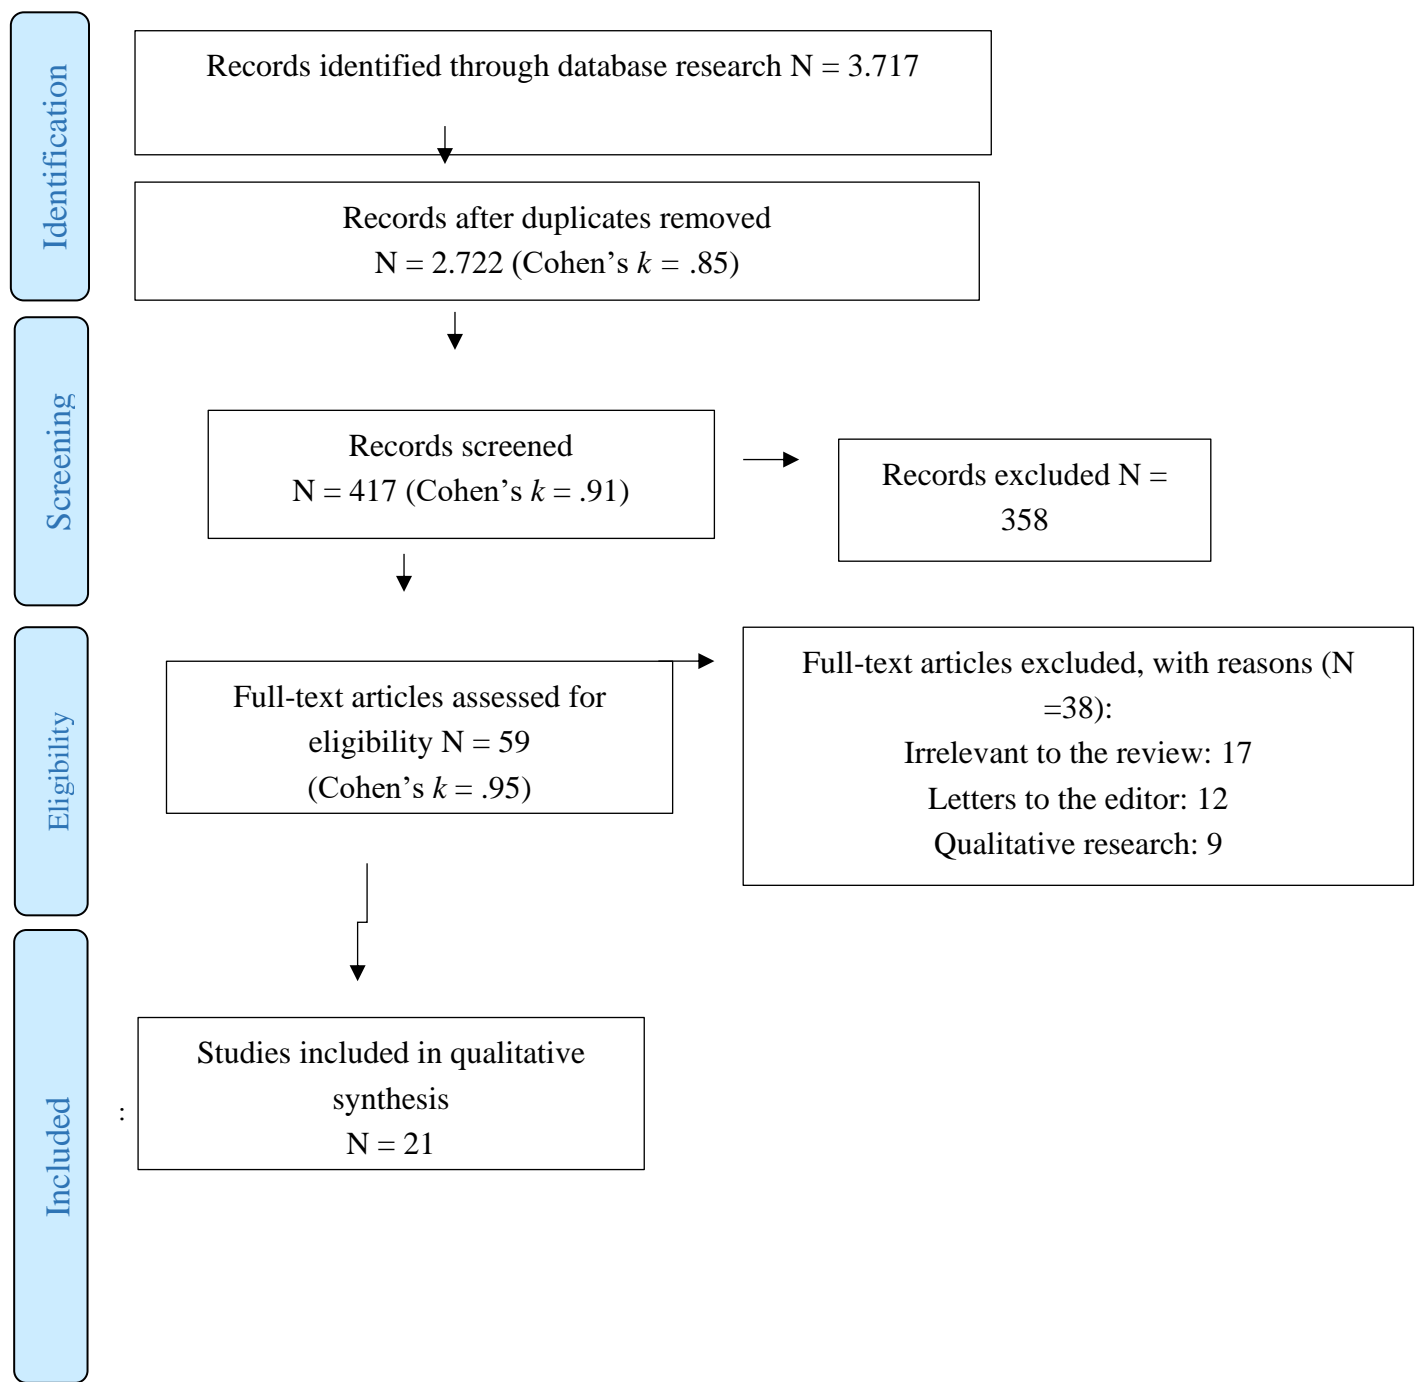 Identification
Records identified through database research N = 3.717
Records after duplicates removed
N = 2.722 (Cohen’s k = .85)
Screening
Records screened
N = 417 (Cohen’s k = .91)
Records excluded N =
358
Eligibility
Full-text articles assessed for
eligibility N = 59
(Cohen’s k = .95)
Full-text articles excluded, with reasons (N
=38):
Irrelevant to the review: 17
Letters to the editor: 12
Qualitative research: 9
Included
:
Studies included in qualitative
synthesis
N = 21